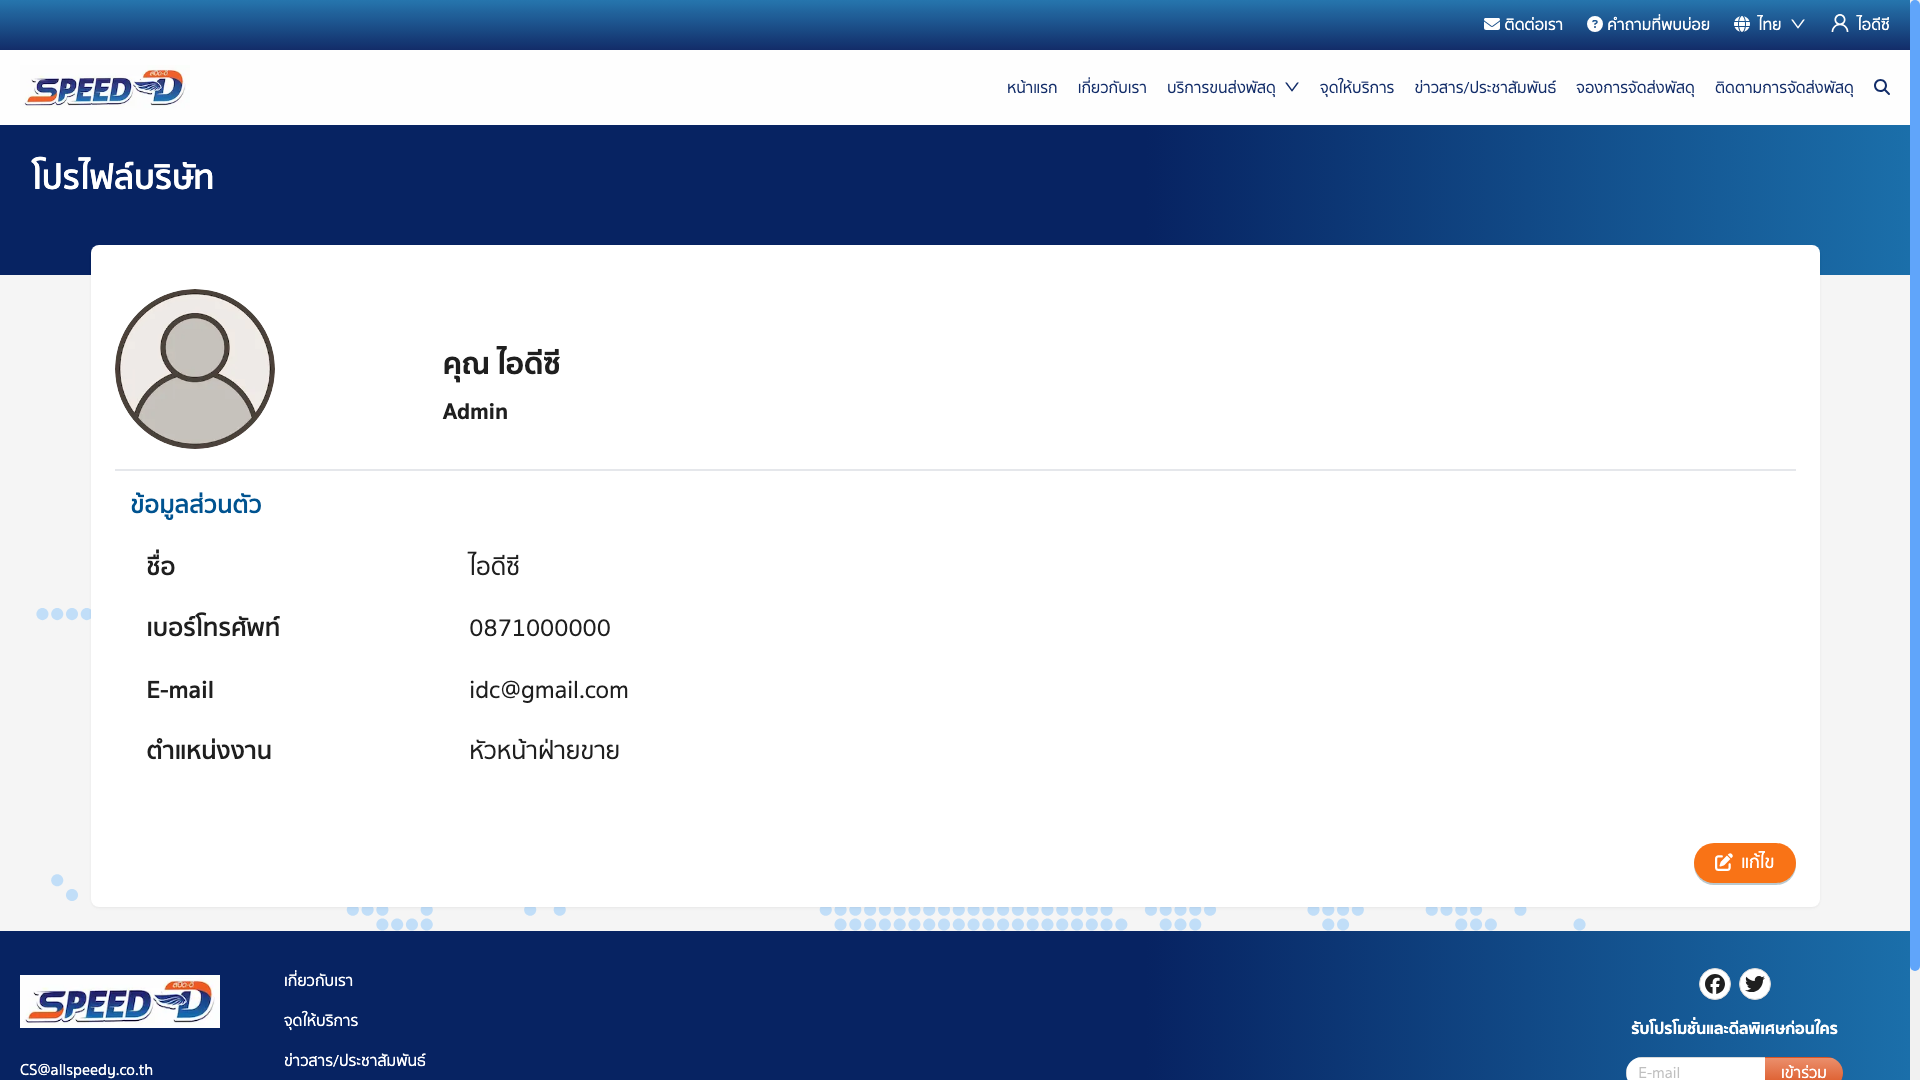 ติดต่อเรา คำถามที่พบบ่อย ไทย ไอดีซี
สปีด-ดี
SPEED D หน้าแรก เกี่ยวกับเรา บริการขนส่งพัสดุ จุดให้บริการ ข่าวสาร/ประชาสัมพันธ์ จองการจัดส่งพัสดุ ติดตามการจัดส่งพัสดุ
โปรไฟล์บริษัท
คุณ ไอดีซี
Admin
ข้อมูลส่วนตัว
ชื่อ ไอดีซี
เบอร์โทรศัพท์ 0871000000
E-mail idc@gmail.com
ตำแหน่งงาน หัวหน้าฝ่ายขาย
แก้ไข
สปีด-ดี
SPEED D
เกี่ยวกับเรา
จุดให้บริการ
ข่าวสาร/ประชาสัมพันธ์
CS@allspeedy.co.th
รับโปรโมชั่นและดีลพิเศษก่อนใคร
E-mail เข้าร่วม